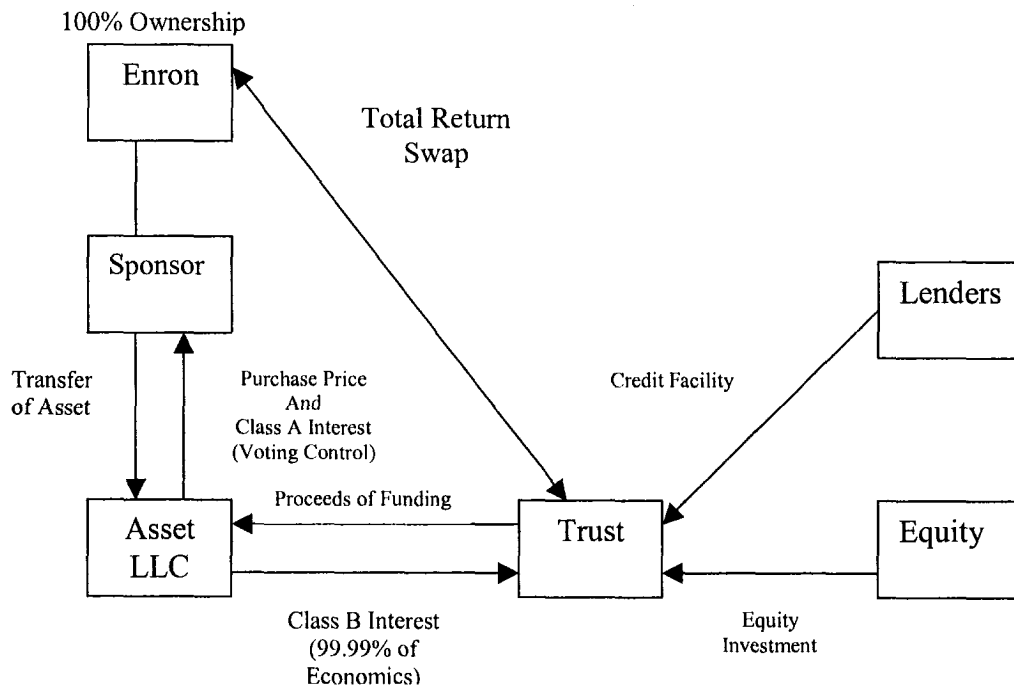 100% Ownership
Enron
Total Return
Swap
Sponsor
Lenders
Transfer
of Asset
Purchase Price
And
Class A Interest
(Voting Control)
Credit Facility
Proceeds of Funding
Asset
LLC
Trust
Equity
Class B Interest
(99.99% of
Economics)
Equity
Investment